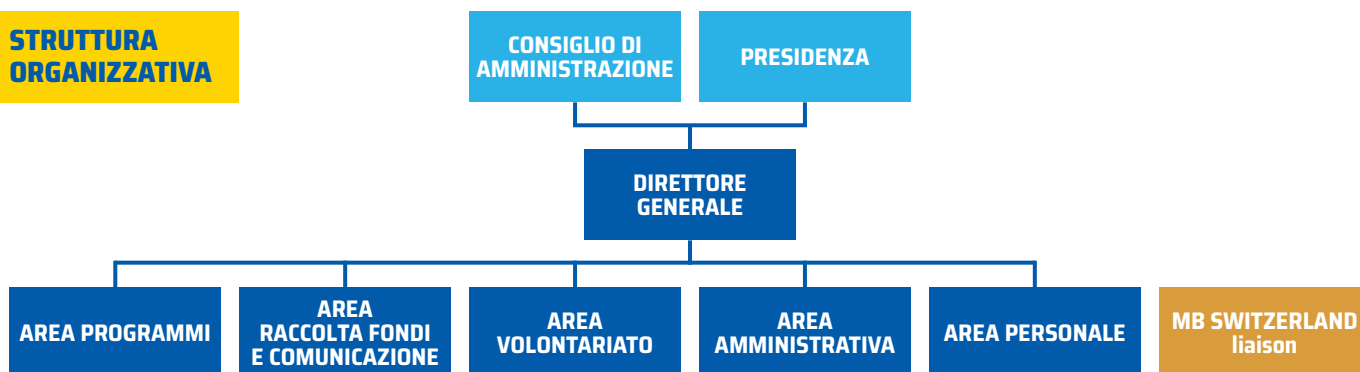 STRUTTURA
ORGANIZZATIVA
CONSIGLIO DI
AMMINISTRAZIONE
PRESIDENZA
DIRETTORE
GENERALE
AREA PROGRAMMI
AREA
RACCOLTA FONDI
E COMUNICAZIONE
AREA
VOLONTARIATO
AREA
AMMINISTRATIVA
AREA PERSONALE
MB SWITZERLAND
liaison